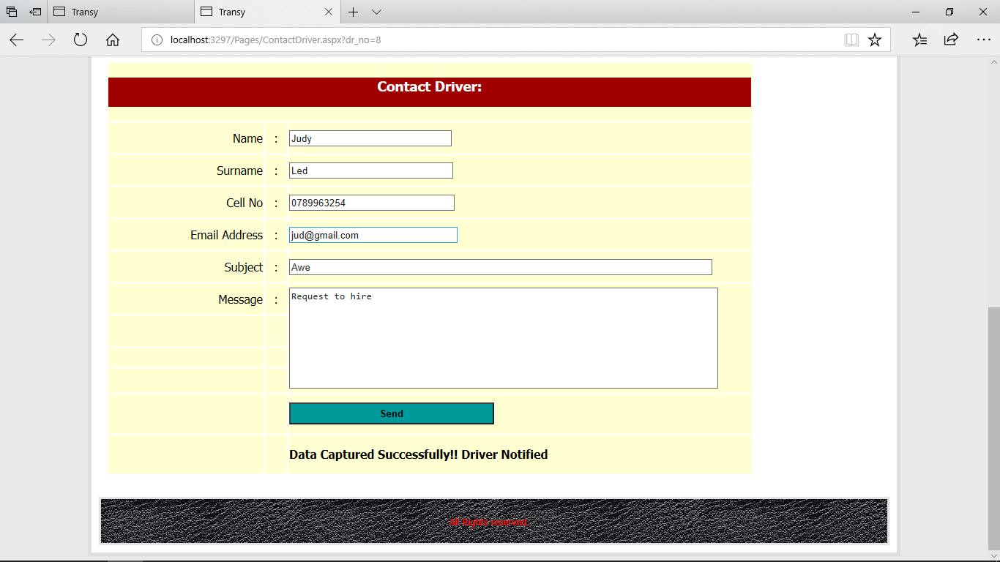 Transy
Transy
localhost:3297/Pages/ContactDriver.aspx?dr_no=8
Contact Driver:
Name : Judy
Surname : Led
Cell No : 0789963254
Email Address : jud@gmail.com
Subject : Awe
Message : Request to hire
Send
Data Captured Successfully!! Driver Notified
All Rights reserved.